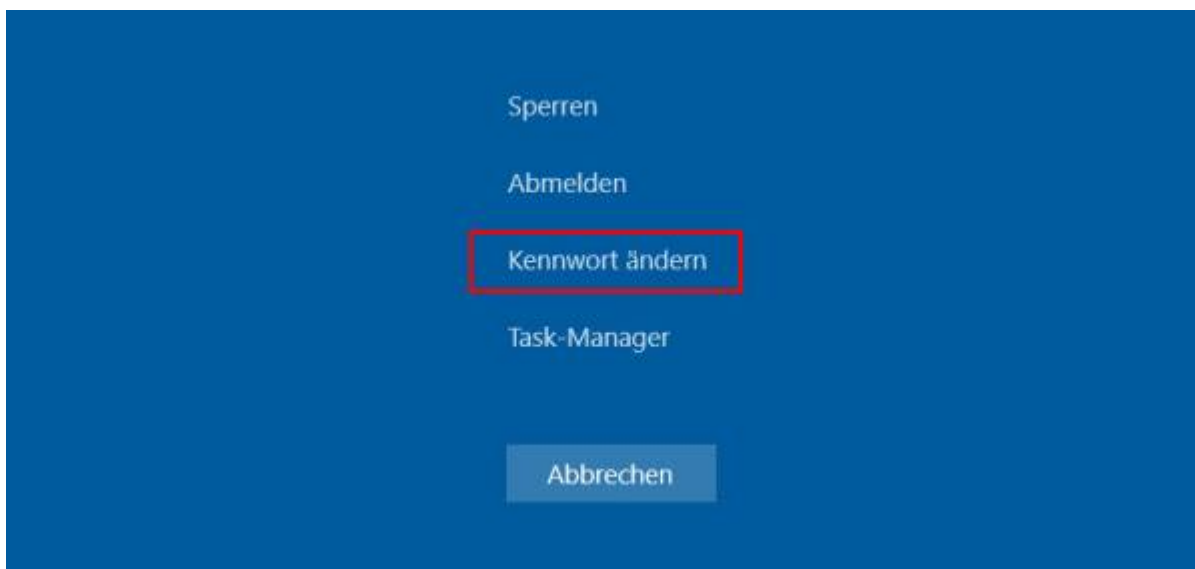 Sperren
Abmelden
Kennwort ändern
Task-Manager
Abbrechen